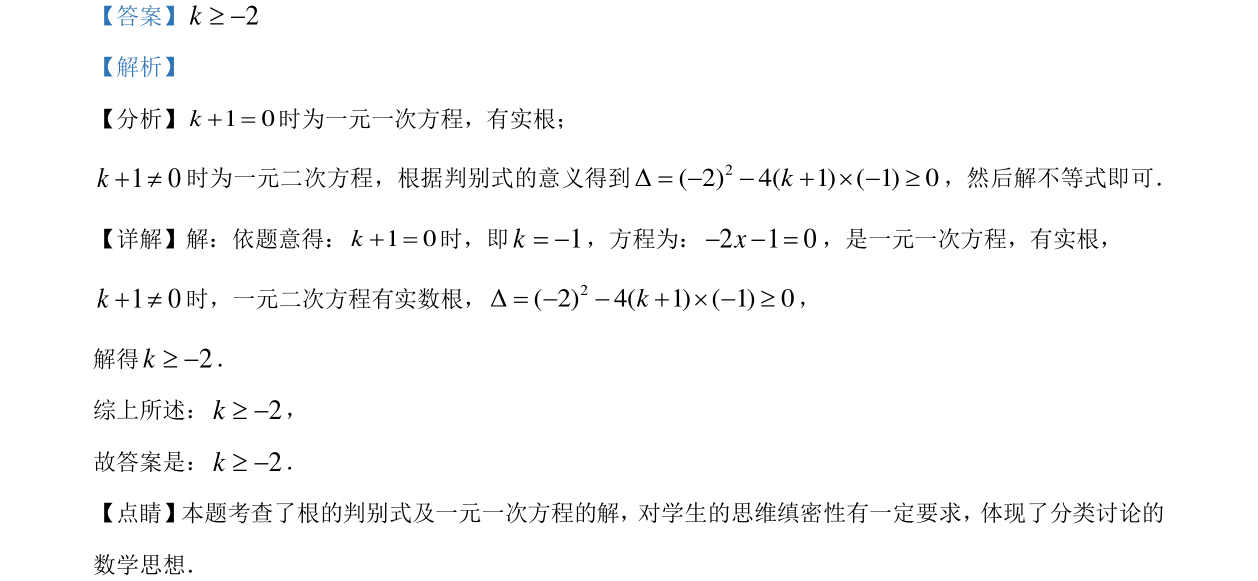 【答案】k ≥ −2
【解析】
【分析】k +1 = 0时为一元一次方程，有实根；
k +1 ≠ 0 时为一元二次方程，根据判别式的意义得到 Δ = (−2)² − 4(k +1)×(−1) ≥ 0，然后解不等式即可．
【详解】解：依题意得：k +1 = 0时，即 k = −1，方程为：−2x −1 = 0，是一元一次方程，有实根，
k +1 ≠ 0 时，一元二次方程有实数根，Δ = (−2)² − 4(k +1)×(−1) ≥ 0，
解得 k ≥ −2．
综上所述：k ≥ −2，
故答案是：k ≥ −2．
【点睛】本题考查了根的判别式及一元一次方程的解，对学生的思维缜密性有一定要求，体现了分类讨论的
数学思想．